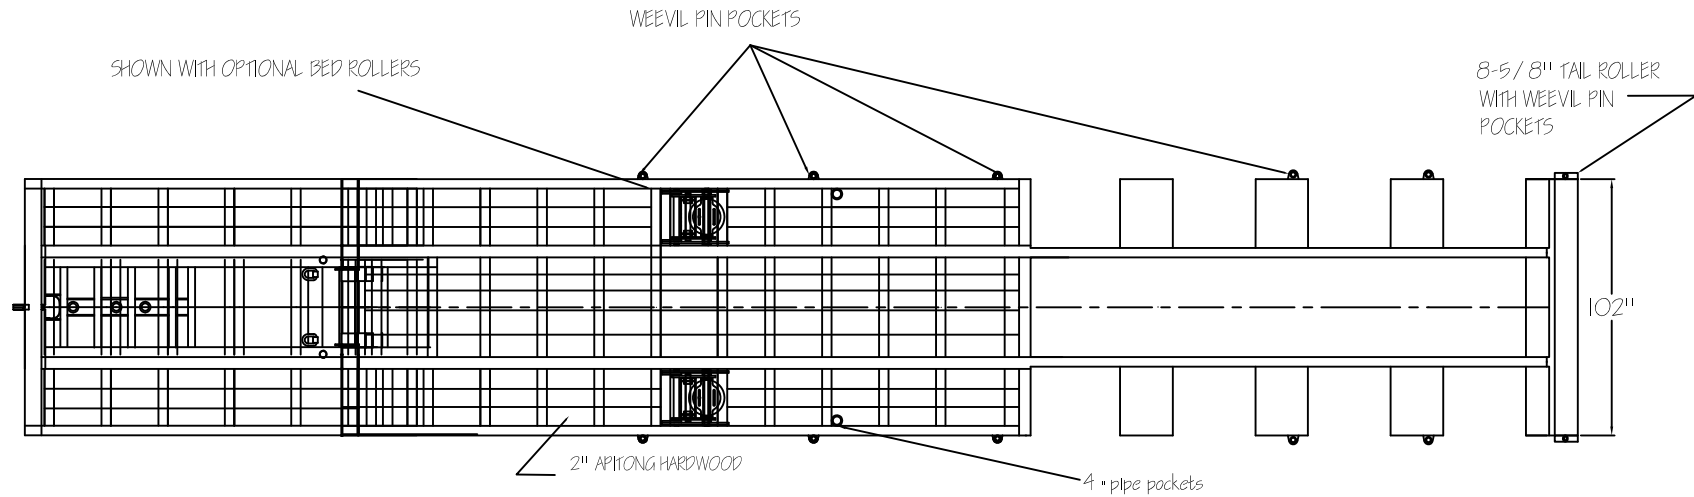 WEEVIL PIN POCKETS
SHOWN WITH OPTIONAL BED ROLLERS
8-5/8" TAIL ROLLER
WITH WEEVIL PIN
POCKETS
102"
2" APITONG HARDWOOD
4 " pipe pockets